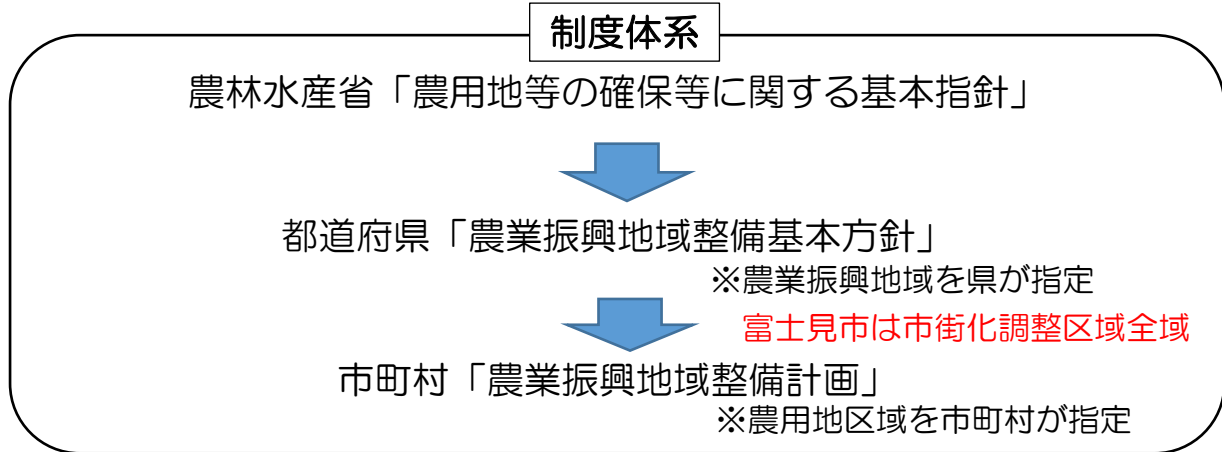 制度体系
農林水産省「農用地等の確保等に関する基本指針」
都道府県「農業振興地域整備基本方針」
※農業振興地域を県が指定
富士見市は市街化調整区域全域
市町村「農業振興地域整備計画」
※農用地区域を市町村が指定